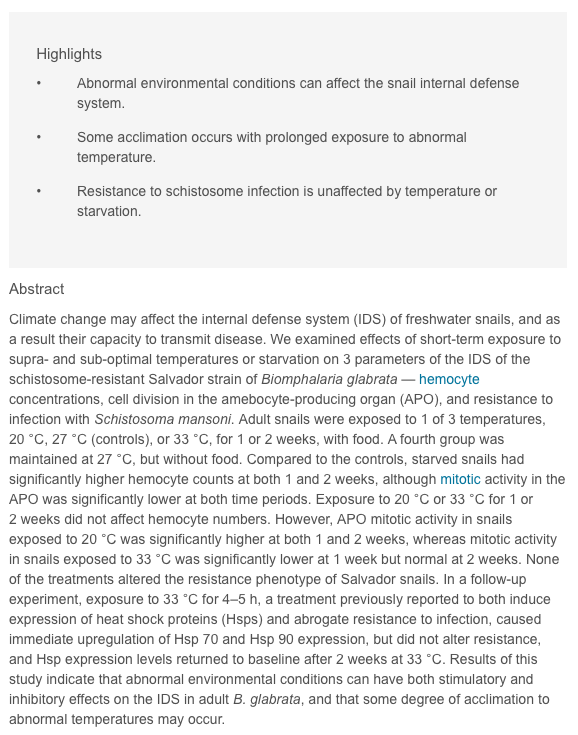 Highlights
• Abnormal environmental conditions can affect the snail internal defense
system.
• Some acclimation occurs with prolonged exposure to abnormal
temperature.
• Resistance to schistosome infection is unaffected by temperature or
starvation.
Abstract
Climate change may affect the internal defense system (IDS) of freshwater snails, and as
a result their capacity to transmit disease. We examined effects of short-term exposure to
supra- and sub-optimal temperatures or starvation on 3 parameters of the IDS of the
schistosome-resistant Salvador strain of Biomphalaria glabrata — hemocyte
concentrations, cell division in the amebocyte-producing organ (APO), and resistance to
infection with Schistosoma mansoni. Adult snails were exposed to 1 of 3 temperatures,
20 °C, 27 °C (controls), or 33 °C, for 1 or 2 weeks, with food. A fourth group was
maintained at 27 °C, but without food. Compared to the controls, starved snails had
significantly higher hemocyte counts at both 1 and 2 weeks, although mitotic activity in the
APO was significantly lower at both time periods. Exposure to 20 °C or 33 °C for 1 or
2 weeks did not affect hemocyte numbers. However, APO mitotic activity in snails
exposed to 20 °C was significantly higher at both 1 and 2 weeks, whereas mitotic activity
in snails exposed to 33 °C was significantly lower at 1 week but normal at 2 weeks. None
of the treatments altered the resistance phenotype of Salvador snails. In a follow-up
experiment, exposure to 33 °C for 4–5 h, a treatment previously reported to both induce
expression of heat shock proteins (Hsps) and abrogate resistance to infection, caused
immediate upregulation of Hsp 70 and Hsp 90 expression, but did not alter resistance,
and Hsp expression levels returned to baseline after 2 weeks at 33 °C. Results of this
study indicate that abnormal environmental conditions can have both stimulatory and
inhibitory effects on the IDS in adult B. glabrata, and that some degree of acclimation to
abnormal temperatures may occur.